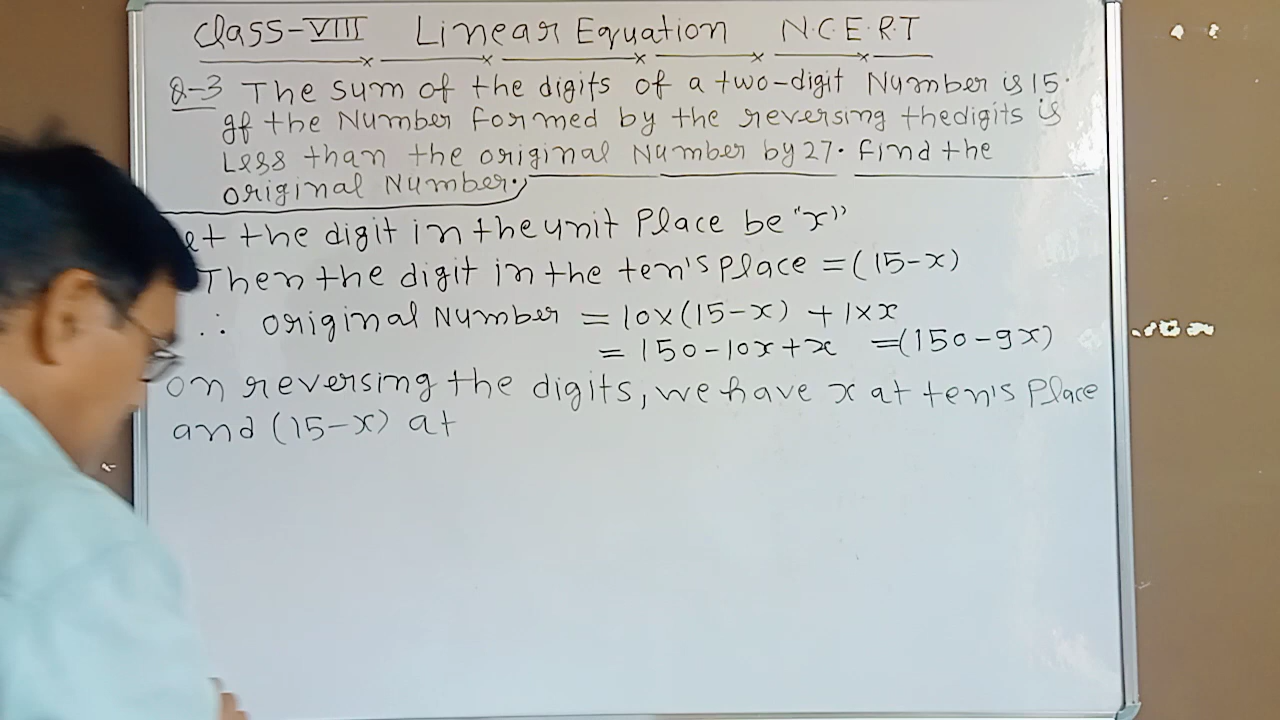 Class-VIII Linear Equation N.C.E.R.T
Q-3 The sum of the digits of a two-digit Number is 15.
If the Number formed by the reversing thedigits is
Less than the original Number by 27. Find the
original Number.
et the digit in the unit Place be "x"
Then the digit in the ten's place = (15-x)
∴ original Number = 10×(15-x) + 1×x
= 150-10x+x =(150-9x)
on reversing the digits, we have x at ten's Place
and (15-x) at